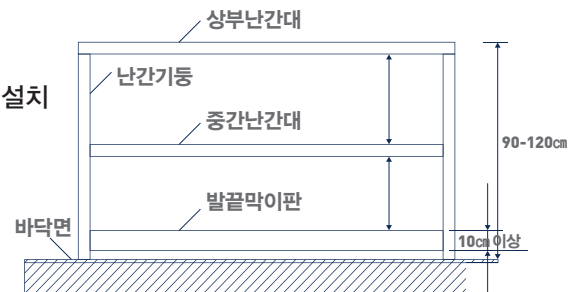 상부난간대
난간기둥
설치
중간난간대
90-120㎝
발끝막이판
바닥면
10㎝ 이상